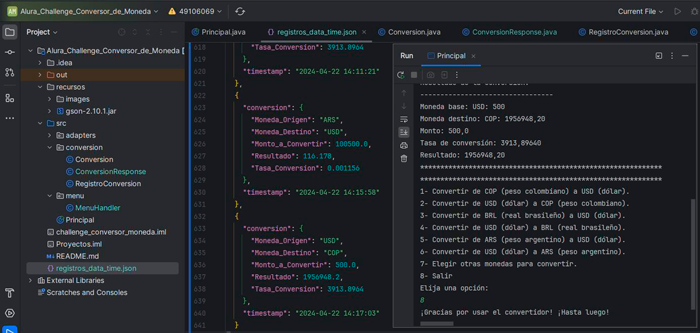 Alura_Challenge_Conversor_de_Moneda
49106069
Current File
Project
Principal.java
registros_data_time.json
Conversion.java
ConversionResponse.java
RegistroConversion.java
Alura_Challenge_Conversor_de_Moneda
.idea
out
recursos
images
gson-2.10.1.jar
src
adapters
conversion
Conversion
ConversionResponse
RegistroConversion
menu
MenuHandler
Principal
challenge_conversor_moneda.iml
Proyectos.iml
README.md
registros_data_time.json
External Libraries
Scratches and Consoles
618 "Tasa_Conversion": 3913.8964
619 },
620 "timestamp": "2024-04-22 14:11:21"
621 },
622 {
623 "conversion": {
624 "Moneda_Origen": "ARS",
625 "Moneda_Destino": "USD",
626 "Monto_a_Convertir": 100500.0,
627 "Resultado": 116.178,
628 "Tasa_Conversion": 0.001156
629 },
630 "timestamp": "2024-04-22 14:15:58"
631 },
632 {
633 "conversion": {
634 "Moneda_Origen": "USD",
635 "Moneda_Destino": "COP",
636 "Monto_a_Convertir": 500.0,
637 "Resultado": 1956948.2,
638 "Tasa_Conversion": 3913.8964
639 },
640 "timestamp": "2024-04-22 14:17:03"
641 }
Run
Principal
----------------------------------
Moneda base: USD: 500
Moneda destino: COP: 1956948,20
Monto: 500,0
Tasa de conversión: 3913,89640
Resultado: 1956948,20
************************************************************
************************************************************
1- Convertir de COP (peso colombiano) a USD (dólar).
2- Convertir de USD (dólar) a COP (peso colombiano).
3- Convertir de BRL (real brasileño) a USD (dólar).
4- Convertir de USD (dólar) a BRL (real brasileño).
5- Convertir de ARS (peso argentino) a USD (dólar).
6- Convertir de USD (dólar) a ARS (peso argentino).
7- Elegir otras monedas para convertir.
8- Salir
Elija una opción:
8
¡Gracias por usar el convertidor! ¡Hasta luego!